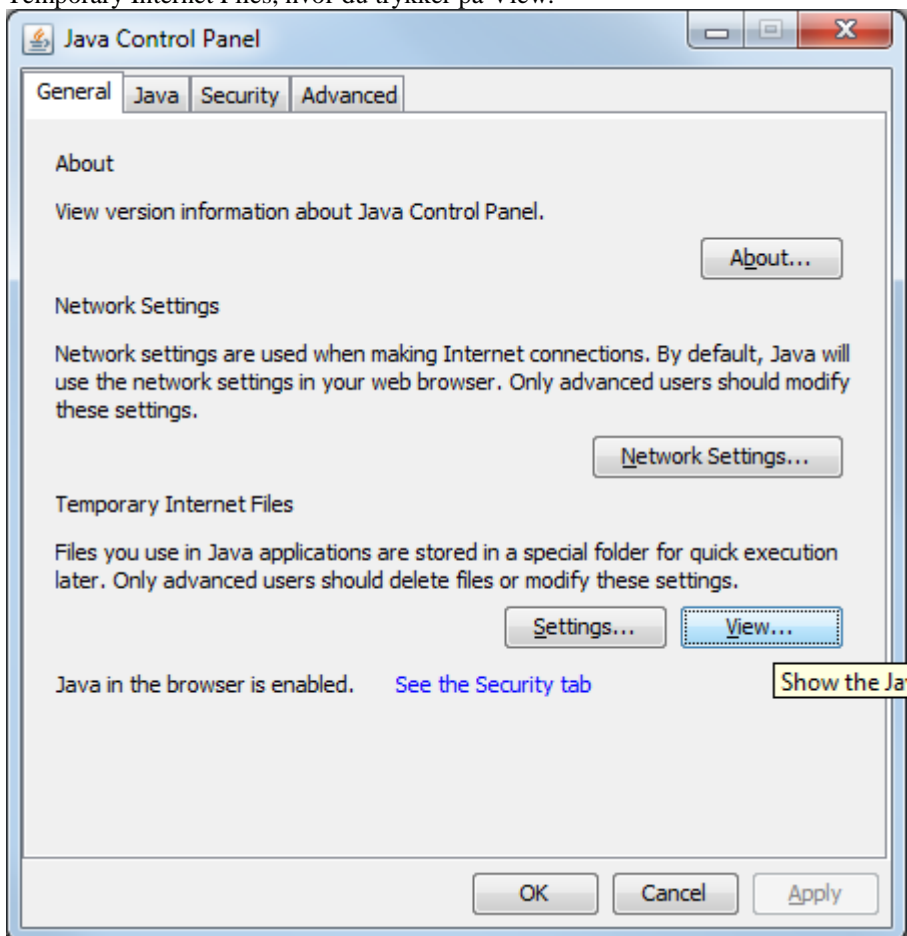 Temporary Internet Files, hvor du trykker på View.
Java Control Panel
General Java Security Advanced
About
View version information about Java Control Panel.
About...
Network Settings
Network settings are used when making Internet connections. By default, Java will
use the network settings in your web browser. Only advanced users should modify
these settings.
Network Settings...
Temporary Internet Files
Files you use in Java applications are stored in a special folder for quick execution
later. Only advanced users should delete files or modify these settings.
Settings... View...
Java in the browser is enabled. See the Security tab
Show the Ja
OK Cancel Apply